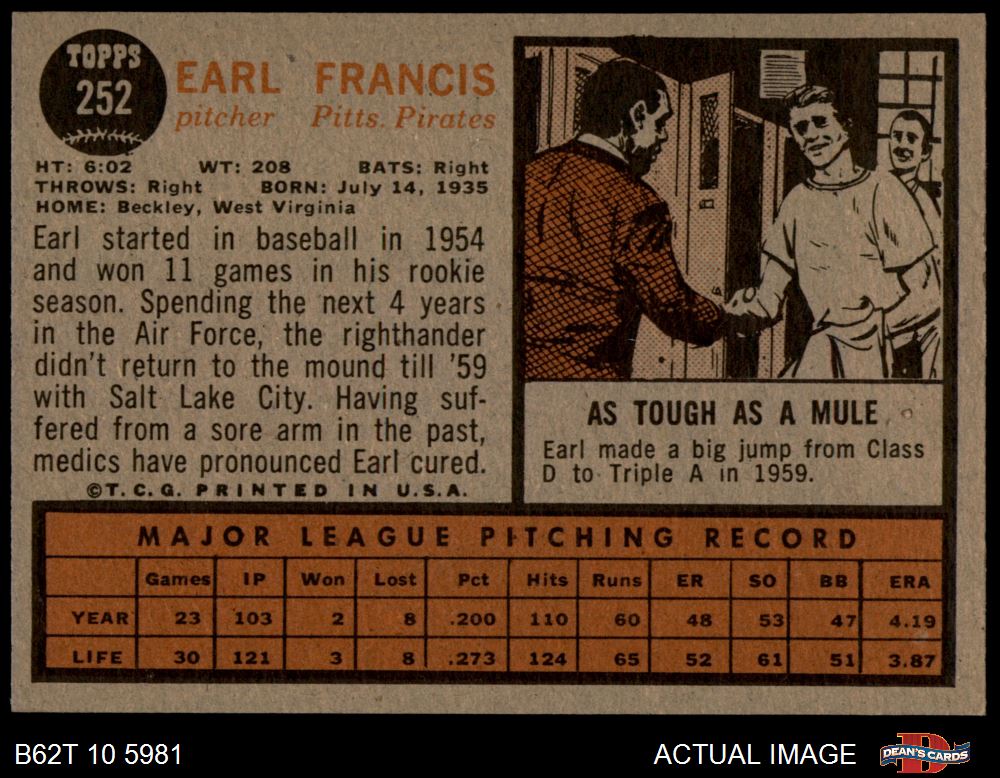 TOPPS
252
EARL FRANCIS
pitcher Pitts. Pirates
HT: 6:02 WT: 208 BATS: Right
THROWS: Right BORN: July 14, 1935
HOME: Beckley, West Virginia
Earl started in baseball in 1954
and won 11 games in his rookie
season. Spending the next 4 years
in the Air Force, the righthander
didn't return to the mound till '59
with Salt Lake City. Having suf-
fered from a sore arm in the past,
medics have pronounced Earl cured.
©T.C.G. PRINTED IN U.S.A.
AS TOUGH AS A MULE
Earl made a big jump from Class
D to Triple A in 1959.
MAJOR LEAGUE PITCHING RECORD
Games IP Won Lost Pct Hits Runs ER SO BB ERA
YEAR 23 103 2 8 .200 110 60 48 53 47 4.19
LIFE 30 121 3 8 .273 124 65 52 61 51 3.87
B62T 10 5981 ACTUAL IMAGE DEAN'S CARDS